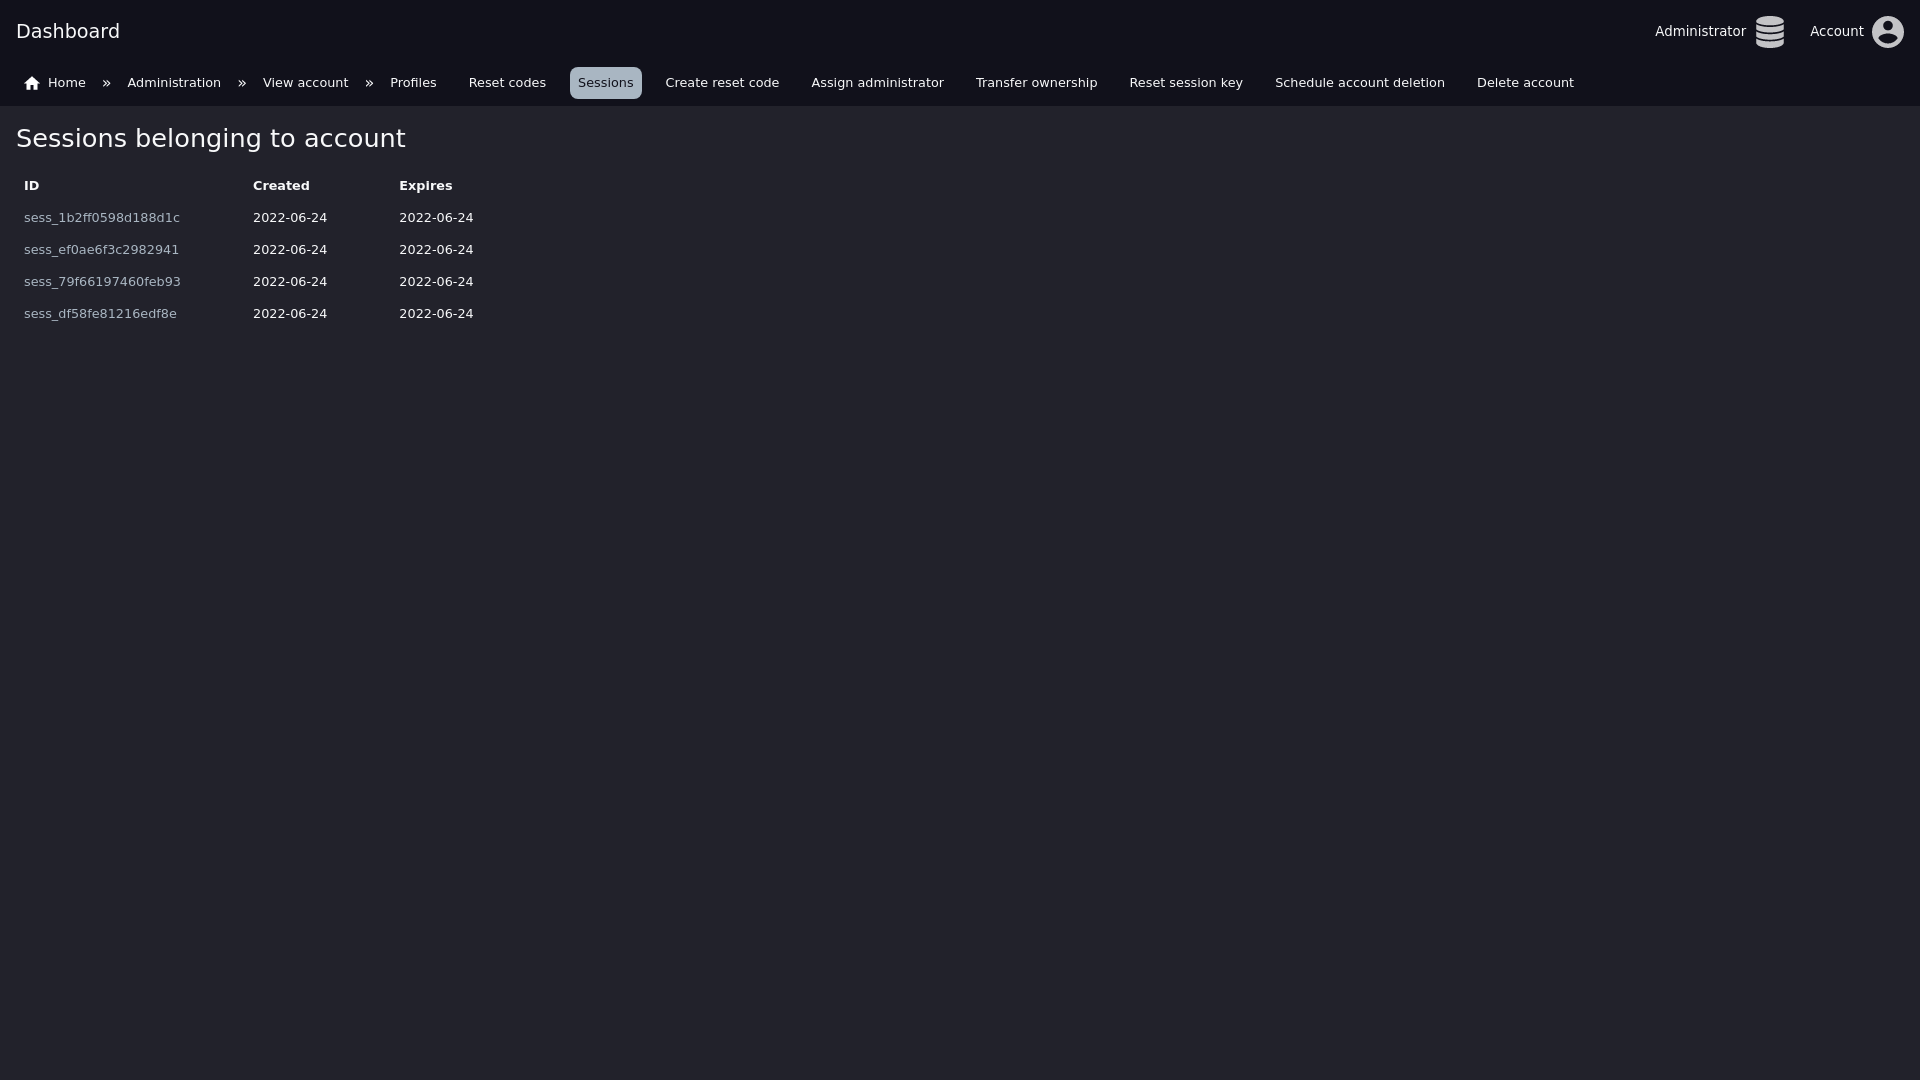 Dashboard
Administrator
Account
Home » Administration » View account » Profiles Reset codes Sessions Create reset code Assign administrator Transfer ownership Reset session key Schedule account deletion Delete account
Sessions belonging to account
ID Created Expires
sess_1b2ff0598d188d1c 2022-06-24 2022-06-24
sess_ef0ae6f3c2982941 2022-06-24 2022-06-24
sess_79f66197460feb93 2022-06-24 2022-06-24
sess_df58fe81216edf8e 2022-06-24 2022-06-24